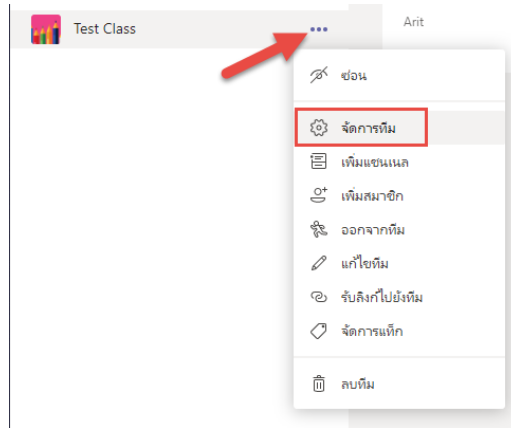 Test Class
Arit
ซ่อน
จัดการทีม
เพิ่มแชนเนล
เพิ่มสมาชิก
ออกจากทีม
แก้ไขทีม
รับลิงก์ไปยังทีม
จัดการแท็ก
ลบทีม